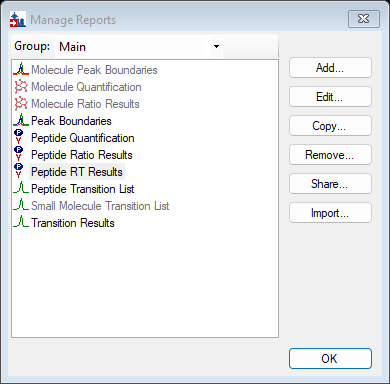 Manage Reports
Group: Main
Molecule Peak Boundaries
Molecule Quantification
Molecule Ratio Results
Peak Boundaries
Peptide Quantification
Peptide Ratio Results
Peptide RT Results
Peptide Transition List
Small Molecule Transition List
Transition Results
Add...
Edit...
Copy...
Remove...
Share...
Import...
OK